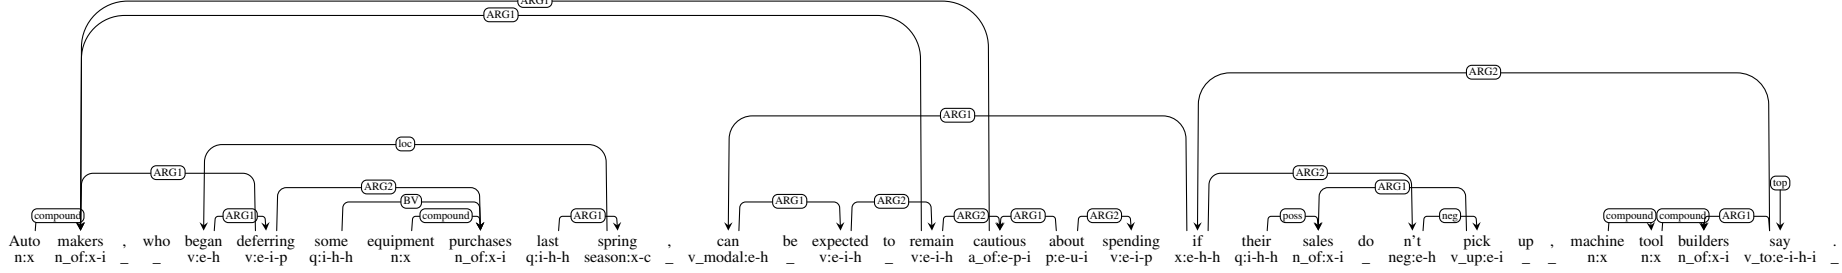 ARG1
ARG1
ARG2
ARG1
loc
ARG1 ARG2
ARG2 ARG1
top
BV ARG1 ARG2
compound ARG1 compound ARG1 ARG2 ARG1 ARG2 poss neg compound compound ARG1
Auto makers , who began deferring some equipment purchases last spring , can be expected to remain cautious about spending if their sales do n't pick up , machine tool builders say .
n:x n_of:x-i _ _ v:e-h v:e-i-p q:i-h-h n:x n_of:x-i q:i-h-h season:x-c _ v_modal:e-h _ v:e-i-h _ v:e-i-h a_of:e-p-i p:e-u-i v:e-i-p x:e-h-h q:i-h-h n_of:x-i _ neg:e-h v_up:e-i _ _ n:x n:x n_of:x-i v_to:e-i-h-i _